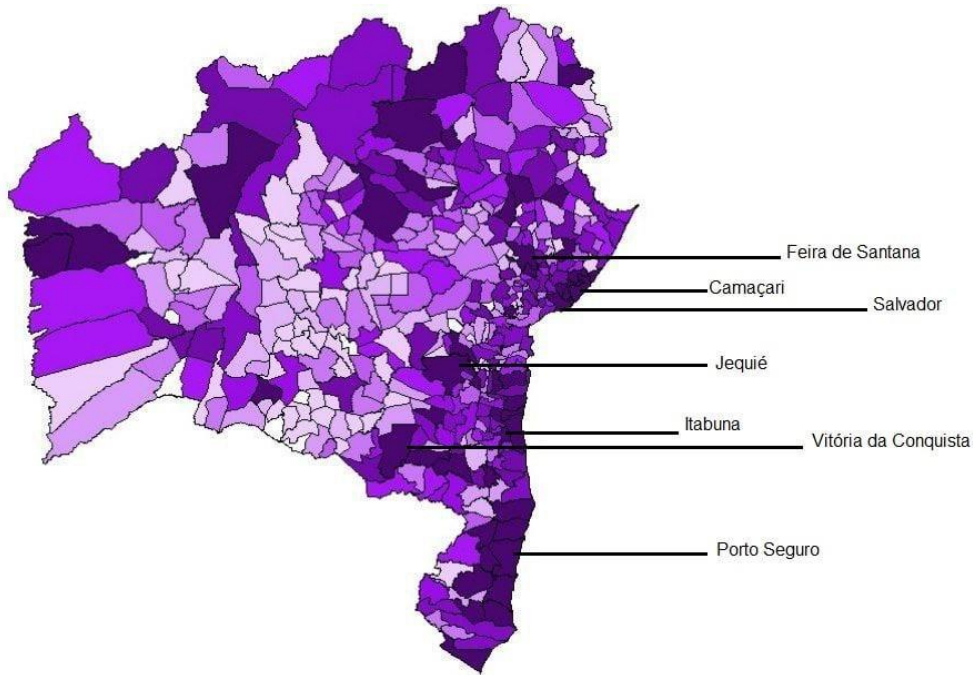 Feira de Santana
Camaçari
Salvador
Jequié
Itabuna
Vitória da Conquista
Porto Seguro